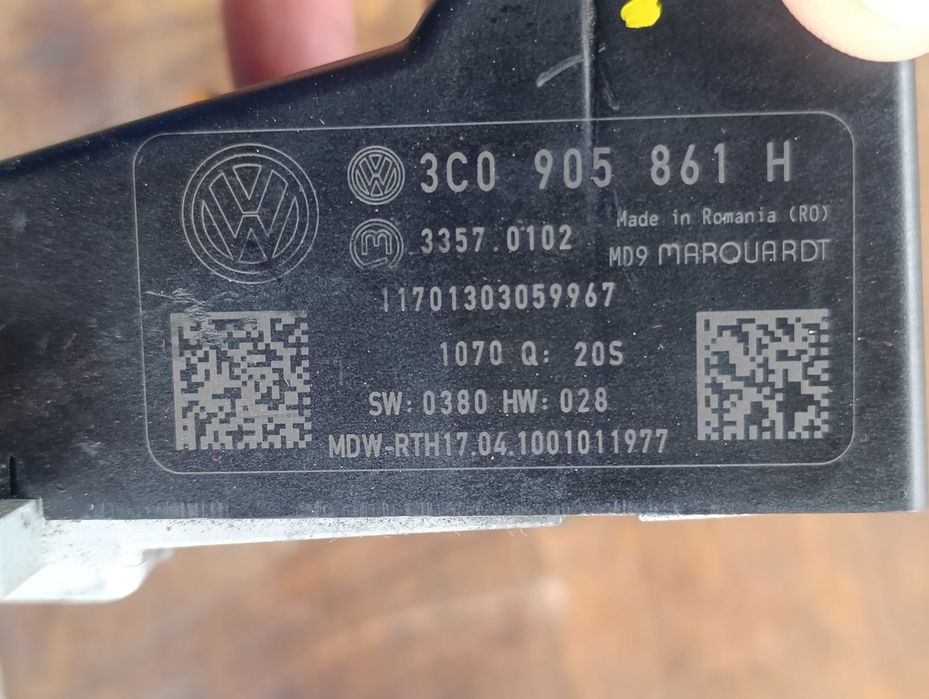 3C0 905 861 H
Made in Romania (RO)
3357.0102
MD9 MARQUARDT
11701303059967
1070 Q: 20S
SW: 0380 HW: 028
MDW-RTH17.04.1001011977